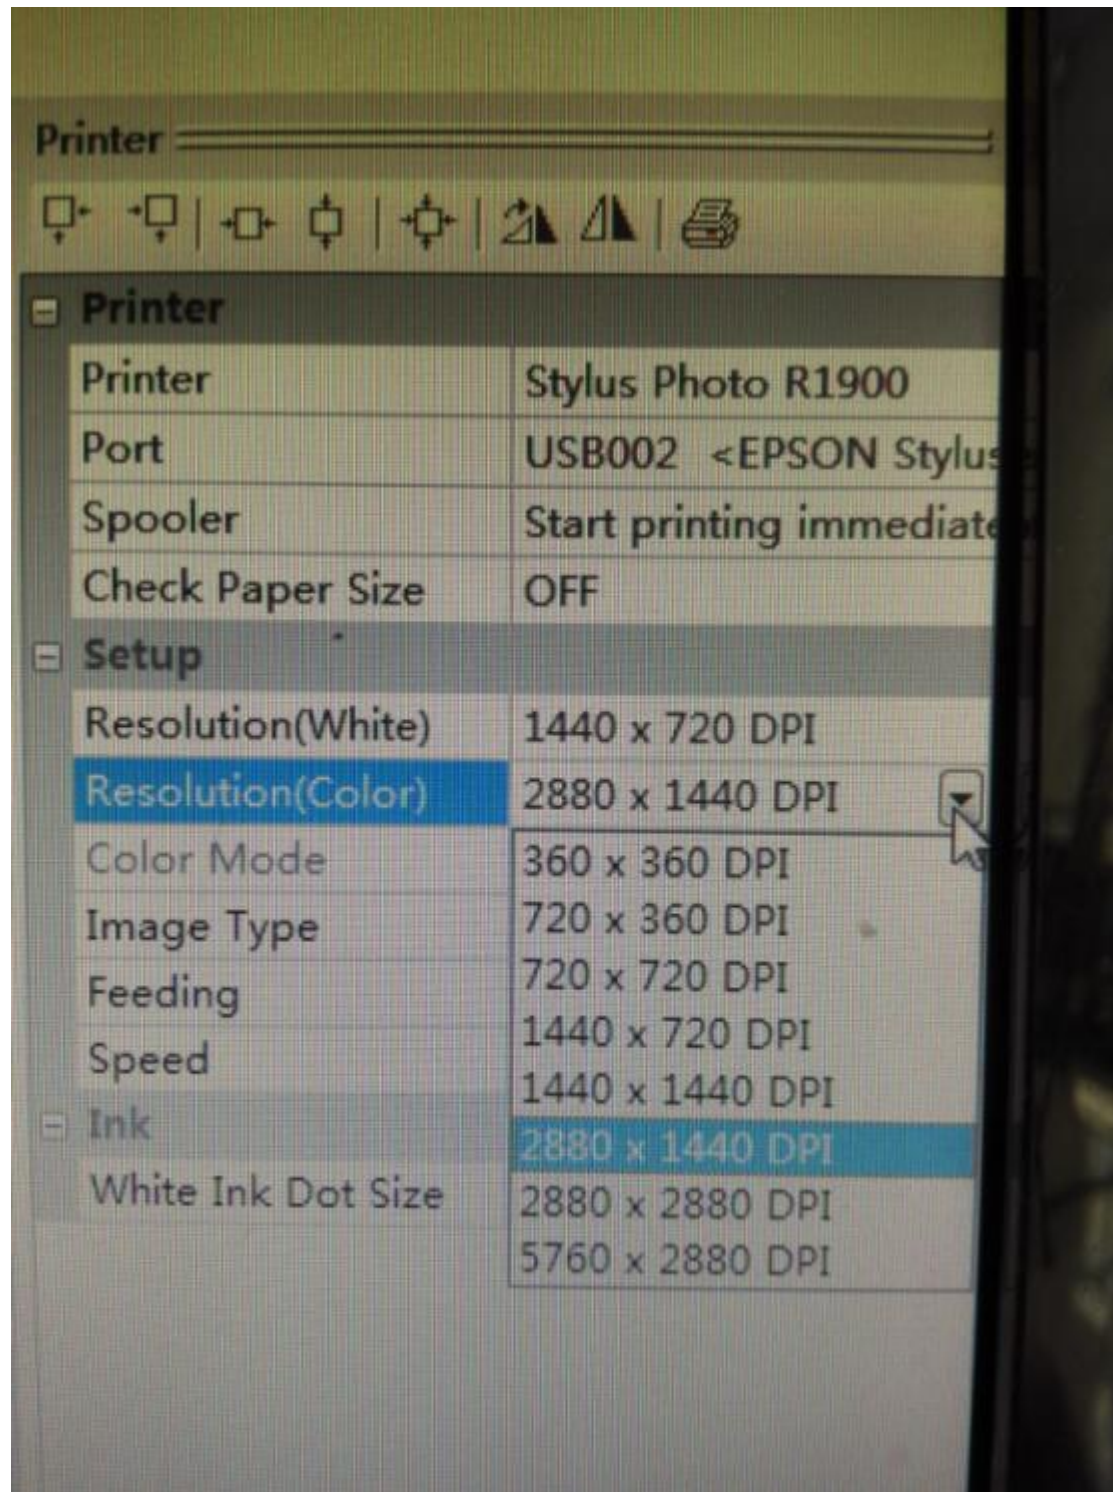 Printer
Printer
Printer Stylus Photo R1900
Port USB002 <EPSON Stylus
Spooler Start printing immediate
Check Paper Size OFF
Setup
Resolution(White) 1440 x 720 DPI
Resolution(Color) 2880 x 1440 DPI
Color Mode 360 x 360 DPI
Image Type 720 x 360 DPI
720 x 720 DPI
Feeding
1440 x 720 DPI
Speed
1440 x 1440 DPI
Ink
2880 x 1440 DPI
White Ink Dot Size 2880 x 2880 DPI
5760 x 2880 DPI